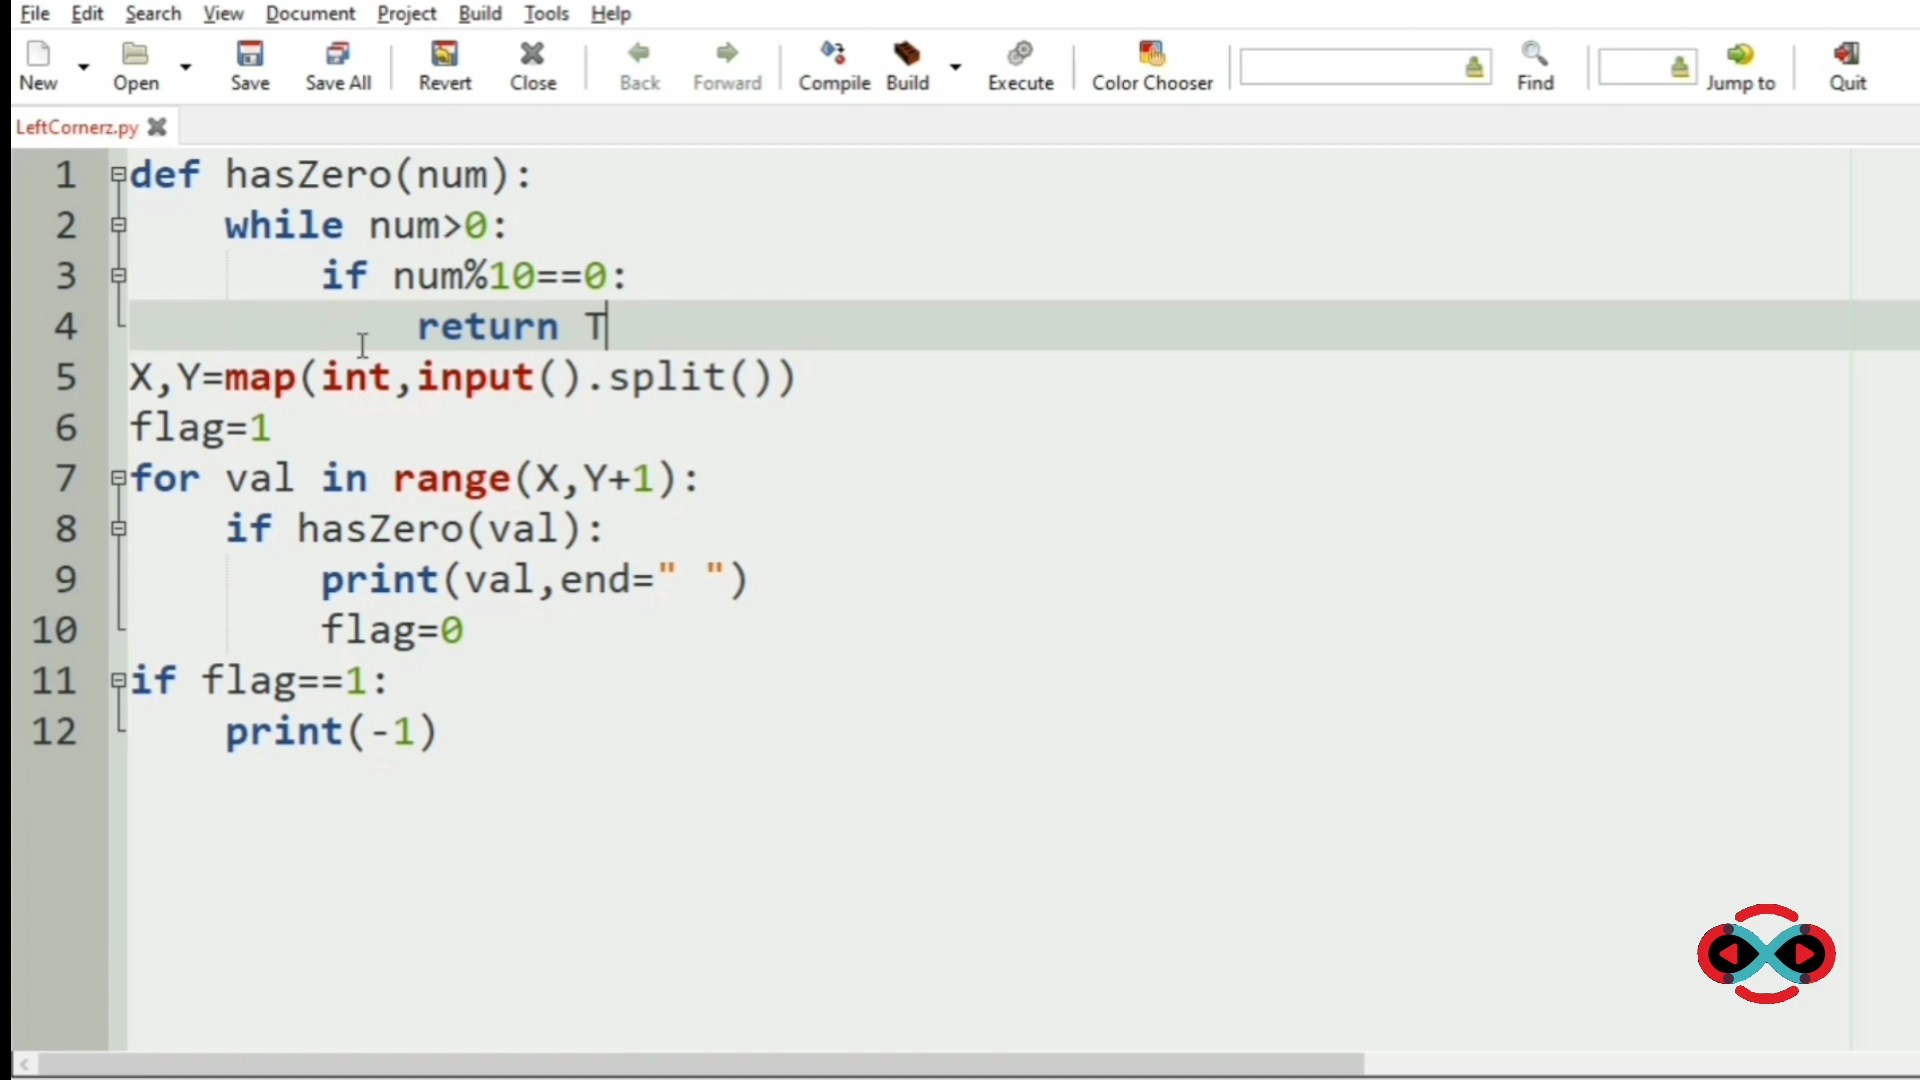 File Edit Search View Document Project Build Tools Help
New Open Save Save All Revert Close Back Forward Compile Build Execute Color Chooser Find Jump to Quit
LeftCornerz.py
1 def hasZero(num):
2     while num>0:
3         if num%10==0:
4             return T
5 X,Y=map(int,input().split())
6 flag=1
7 for val in range(X,Y+1):
8     if hasZero(val):
9         print(val,end=" ")
10         flag=0
11 if flag==1:
12     print(-1)